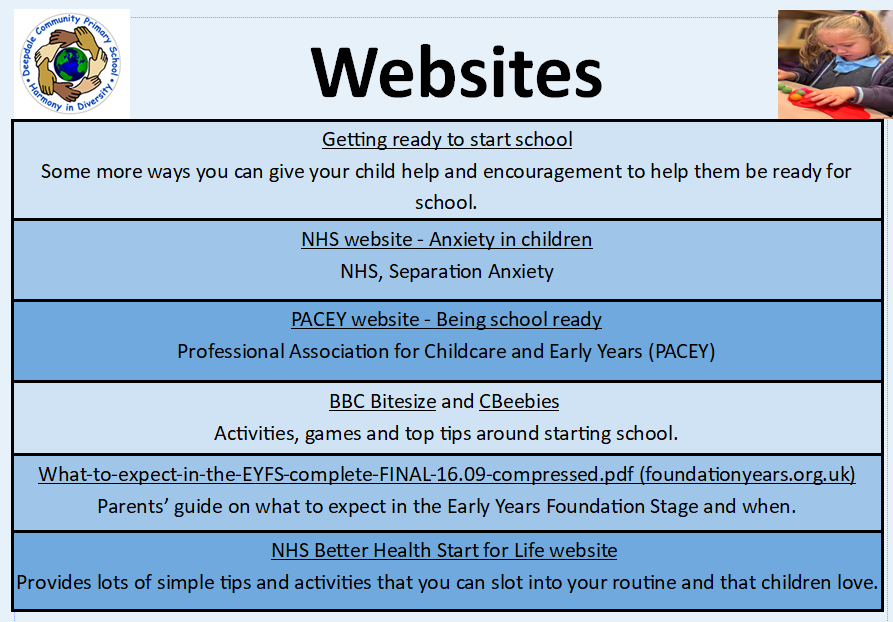 Deepdale Community Primary School
Harmony in Diversity
Websites
Getting ready to start school
Some more ways you can give your child help and encouragement to help them be ready for
school.
NHS website - Anxiety in children
NHS, Separation Anxiety
PACEY website - Being school ready
Professional Association for Childcare and Early Years (PACEY)
BBC Bitesize and CBeebies
Activities, games and top tips around starting school.
What-to-expect-in-the-EYFS-complete-FINAL-16.09-compressed.pdf (foundationyears.org.uk)
Parents’ guide on what to expect in the Early Years Foundation Stage and when.
NHS Better Health Start for Life website
Provides lots of simple tips and activities that you can slot into your routine and that children love.